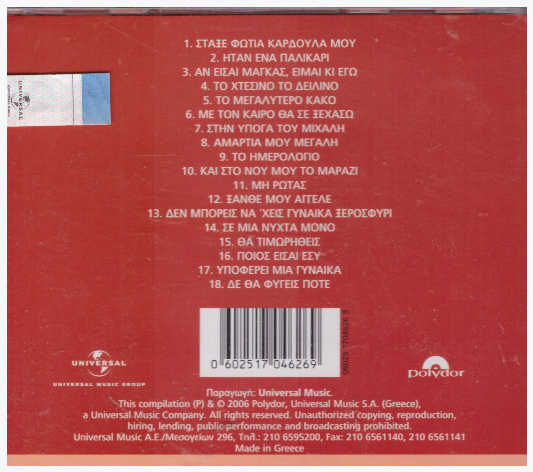 1. ΣΤΑΞΕ ΦΩΤΙΑ ΚΑΡΔΟΥΛΑ ΜΟΥ
2. ΗΤΑΝ ΕΝΑ ΠΑΛΙΚΑΡΙ
3. ΑΝ ΕΙΣΑΙ ΜΑΓΚΑΣ, ΕΙΜΑΙ ΚΙ ΕΓΩ
4. ΤΟ ΧΤΕΣΙΝΟ ΤΟ ΔΕΙΛΙΝΟ
5. ΤΟ ΜΕΓΑΛΥΤΕΡΟ ΚΑΚΟ
6. ΜΕ ΤΟΝ ΚΑΙΡΟ ΘΑ ΣΕ ΞΕΧΑΣΩ
7. ΣΤΗΝ ΥΠΟΓΑ ΤΟΥ ΜΙΧΑΛΗ
8. ΑΜΑΡΤΙΑ ΜΟΥ ΜΕΓΑΛΗ
9. ΤΟ ΗΜΕΡΟΛΟΓΙΟ
10. ΚΑΙ ΣΤΟ ΝΟΥ ΜΟΥ ΤΟ ΜΑΡΑΖΙ
11. ΜΗ ΡΩΤΑΣ
12. ΞΑΝΘΕ ΜΟΥ ΑΓΓΕΛΕ
13. ΔΕΝ ΜΠΟΡΕΙΣ ΝΑ ΄ΧΕΙΣ ΓΥΝΑΙΚΑ ΞΕΡΟΣΦΥΡΙ
14. ΣΕ ΜΙΑ ΝΥΧΤΑ ΜΟΝΟ
15. ΘΑ ΤΙΜΩΡΗΘΕΙΣ
16. ΠΟΙΟΣ ΕΙΣΑΙ ΕΣΥ
17. ΥΠΟΦΕΡΕΙ ΜΙΑ ΓΥΝΑΙΚΑ
18. ΔΕ ΘΑ ΦΥΓΕΙΣ ΠΟΤΕ
UNIVERSAL
0 602517 046269
06025 1704626 9
UNIVERSAL
UNIVERSAL MUSIC GROUP
polydor
Παραγωγή: Universal Music.
This compilation (P) & © 2006 Polydor, Universal Music S.A. (Greece),
a Universal Music Company. All rights reserved. Unauthorized copying, reproduction,
hiring, lending, public performance and broadcasting prohibited.
Universal Music A.E./Μεσογείων 296, Τηλ.: 210 6595200, Fax: 210 6561140, 210 6561141
Made in Greece